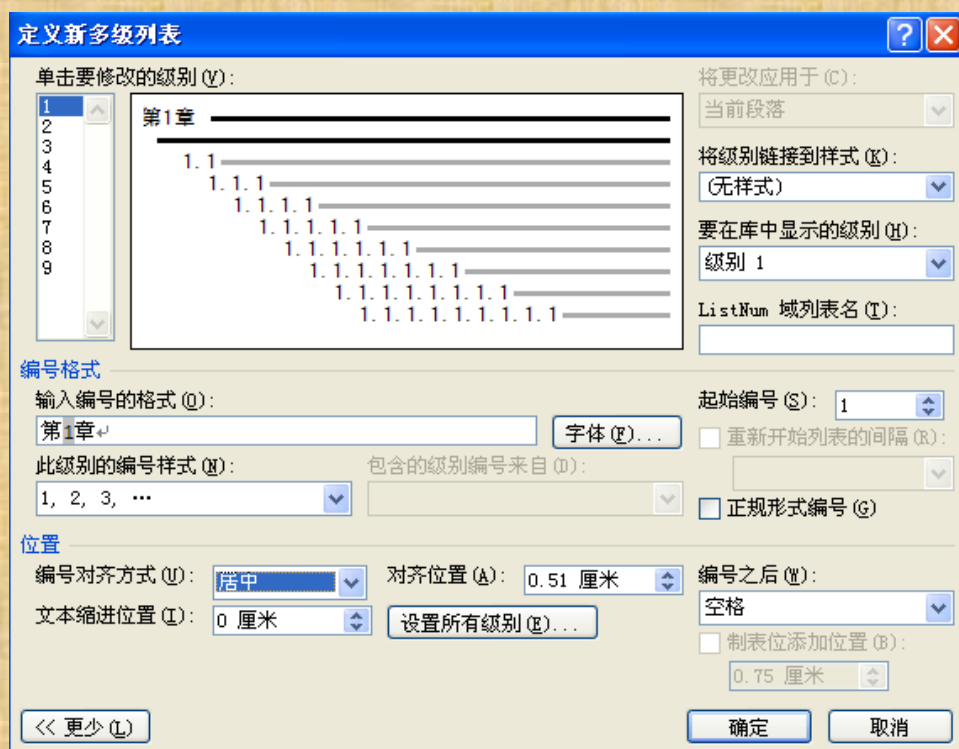 定义新多级列表
单击要修改的级别(V):
1
2
3
4
5
6
7
8
9
第1章
1. 1
1. 1. 1
1. 1. 1. 1
1. 1. 1. 1. 1
1. 1. 1. 1. 1. 1
1. 1. 1. 1. 1. 1. 1
1. 1. 1. 1. 1. 1. 1. 1
1. 1. 1. 1. 1. 1. 1. 1. 1
将更改应用于(C):
当前段落
将级别链接到样式(K):
(无样式)
要在库中显示的级别(H):
级别 1
ListNum 域列表名(T):
编号格式
输入编号的格式(O):
第1章↵
字体(F)...
此级别的编号样式(N):
1, 2, 3, …
包含的级别编号来自(D):
起始编号(S): 1
重新开始列表的间隔(R):
正规形式编号(G)
位置
编号对齐方式(U): 居中
对齐位置(A): 0.51 厘米
文本缩进位置(I): 0 厘米
设置所有级别(E)...
编号之后(W):
空格
制表位添加位置(B):
0.75 厘米
<< 更少(L)
确定
取消